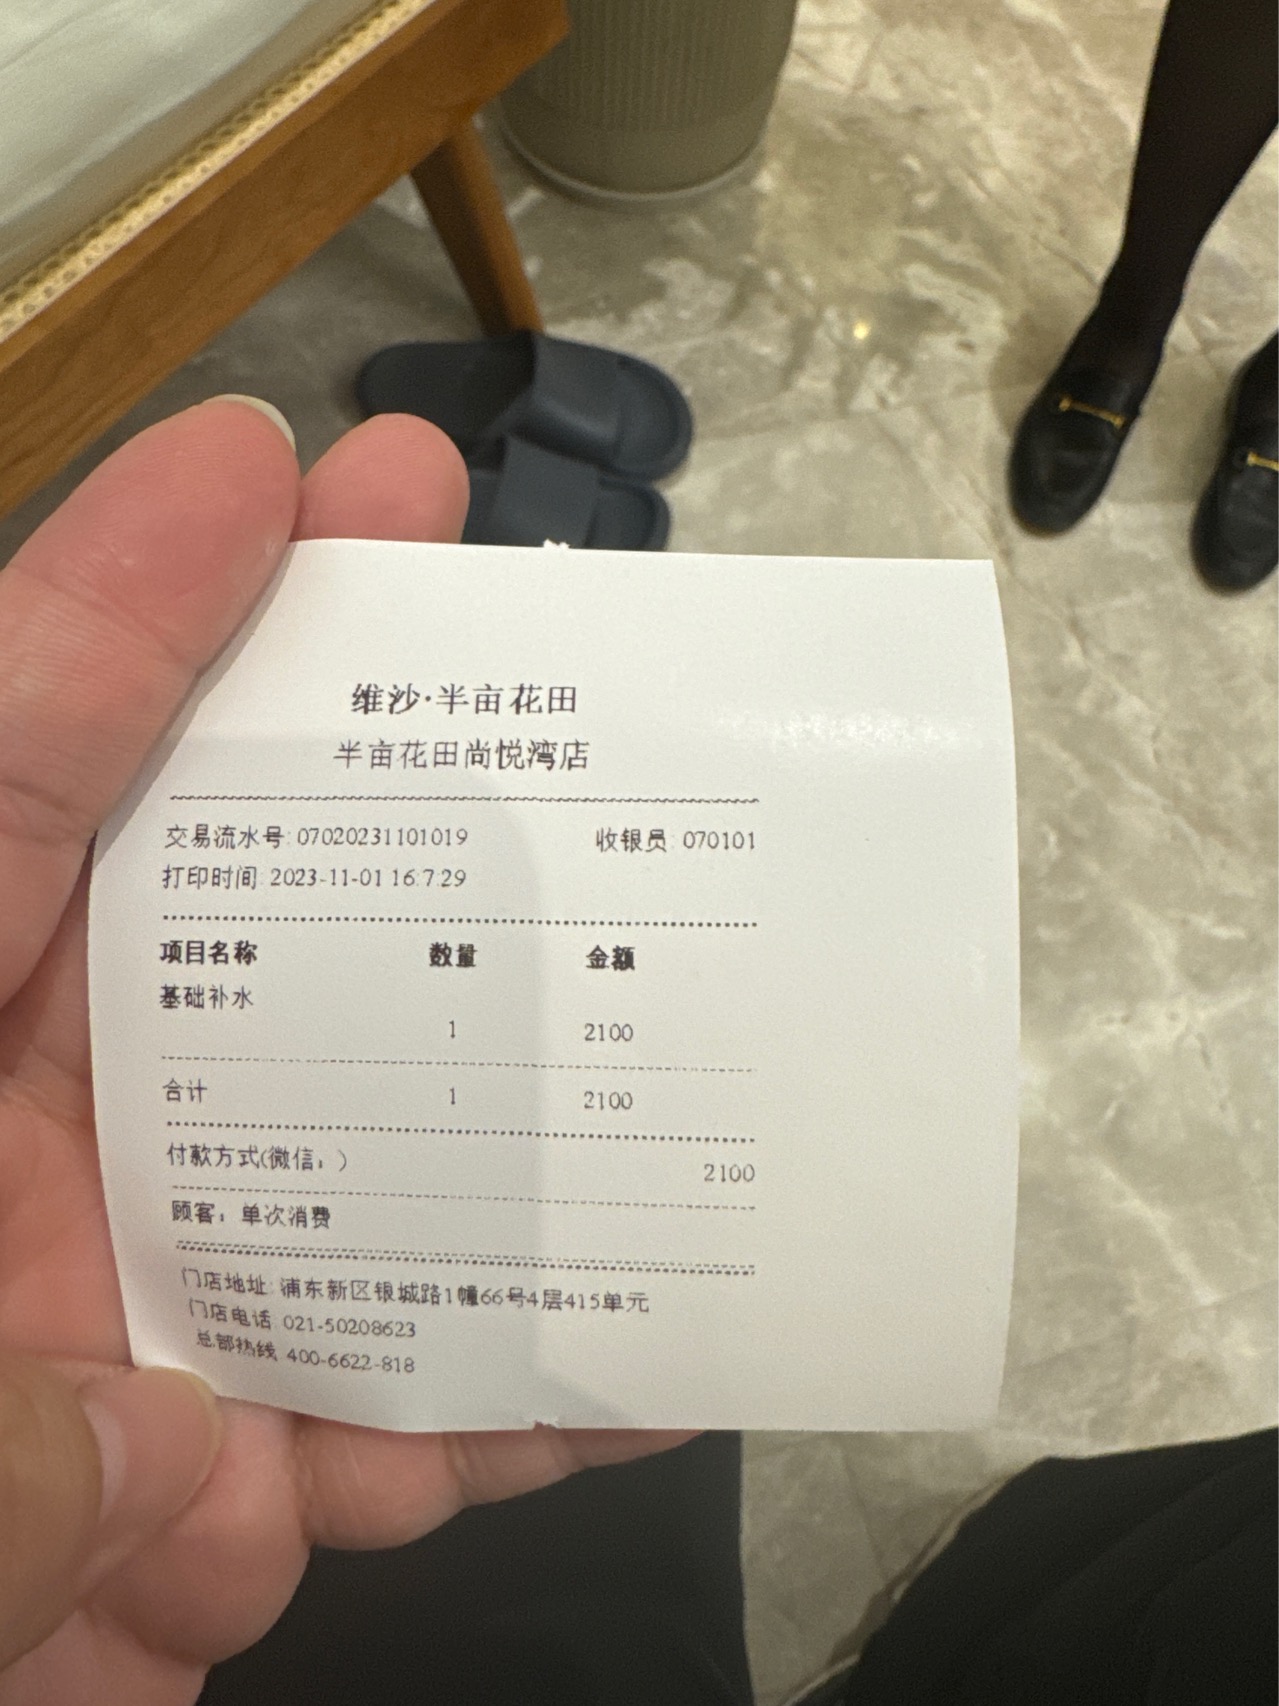 维沙·半亩花田
半亩花田尚悦湾店
交易流水号: 07020231101019 收银员: 070101
打印时间: 2023-11-01 16:7:29
项目名称 数量 金额
基础补水
1 2100
合计 1 2100
付款方式(微信：) 2100
顾客：单次消费
门店地址: 浦东新区银城路1幢66号4层415单元
门店电话: 021-50208623
总部热线: 400-6622-818